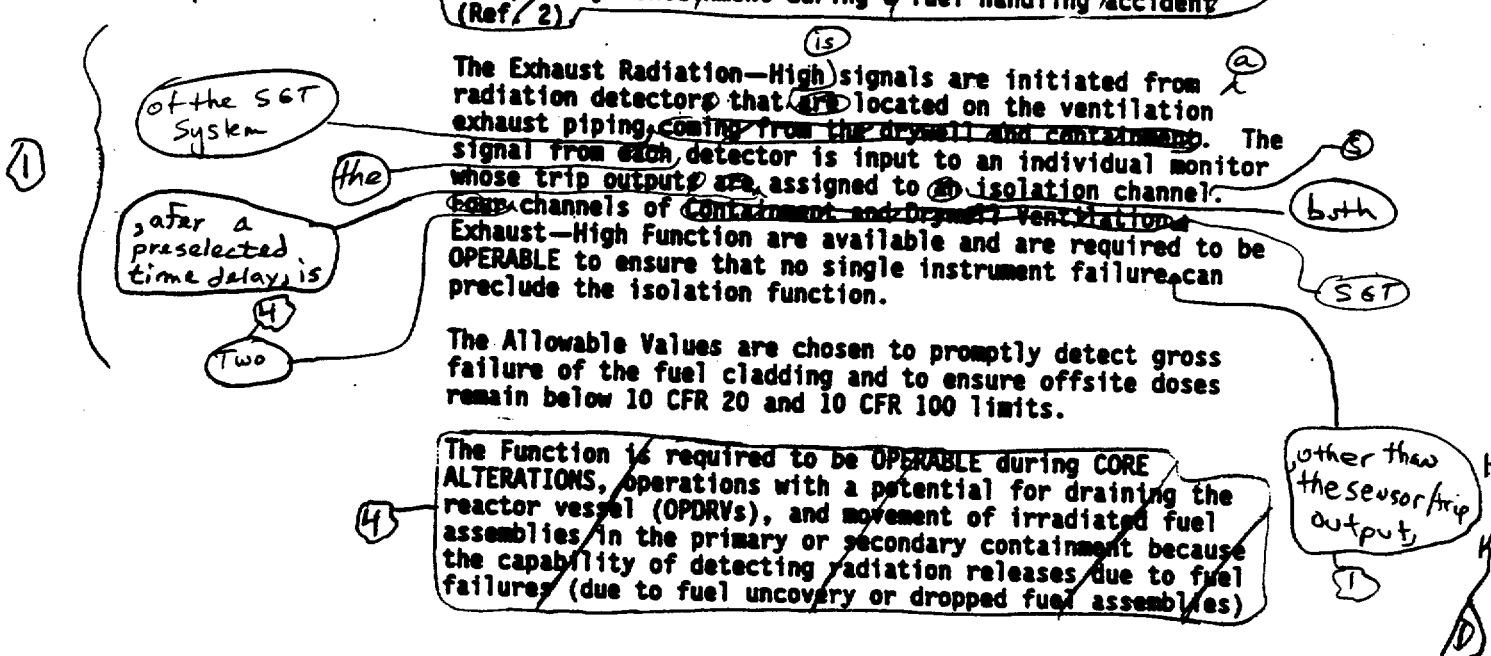 during a fuel handling accident
(Ref. 2)
is
The Exhaust Radiation—High signals are initiated from
a
radiation detectors that are located on the ventilation
of the SGT
System
exhaust piping coming from the drywell and containment. The
1
signal from each detector is input to an individual monitor
s
the
whose trip outputs are assigned to an isolation channel.
both
, afer a
preselected
time delay, is
Four channels of Containment and Drywell Ventilation
Exhaust—High Function are available and are required to be
OPERABLE to ensure that no single instrument failure can
SGT
preclude the isolation function.
4
Two
The Allowable Values are chosen to promptly detect gross
failure of the fuel cladding and to ensure offsite doses
remain below 10 CFR 20 and 10 CFR 100 limits.
The Function is required to be OPERABLE during CORE
ALTERATIONS, operations with a potential for draining the
reactor vessel (OPDRVs), and movement of irradiated fuel
assemblies in the primary or secondary containment because
the capability of detecting radiation releases due to fuel
failures (due to fuel uncovery or dropped fuel assemblies)
4
, other than
the sensor/trip
output,
1